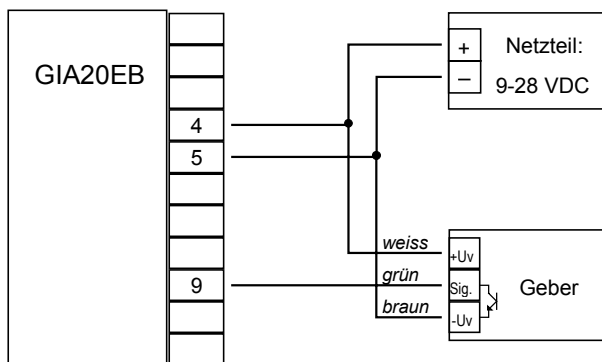 GIA20EB
4
5
9
+
–
Netzteil:
9-28 VDC
weiss
grün
braun
+Uv
Sig.
-Uv
Geber